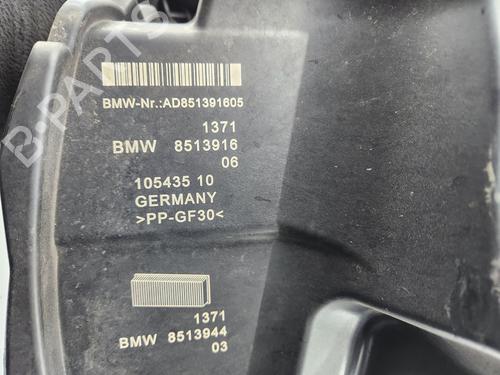 B-PARTS
BMW-Nr.:AD851391605
1371
BMW 8513916
06
105435 10
GERMANY
>PP-GF30<
1371
BMW 8513944
03